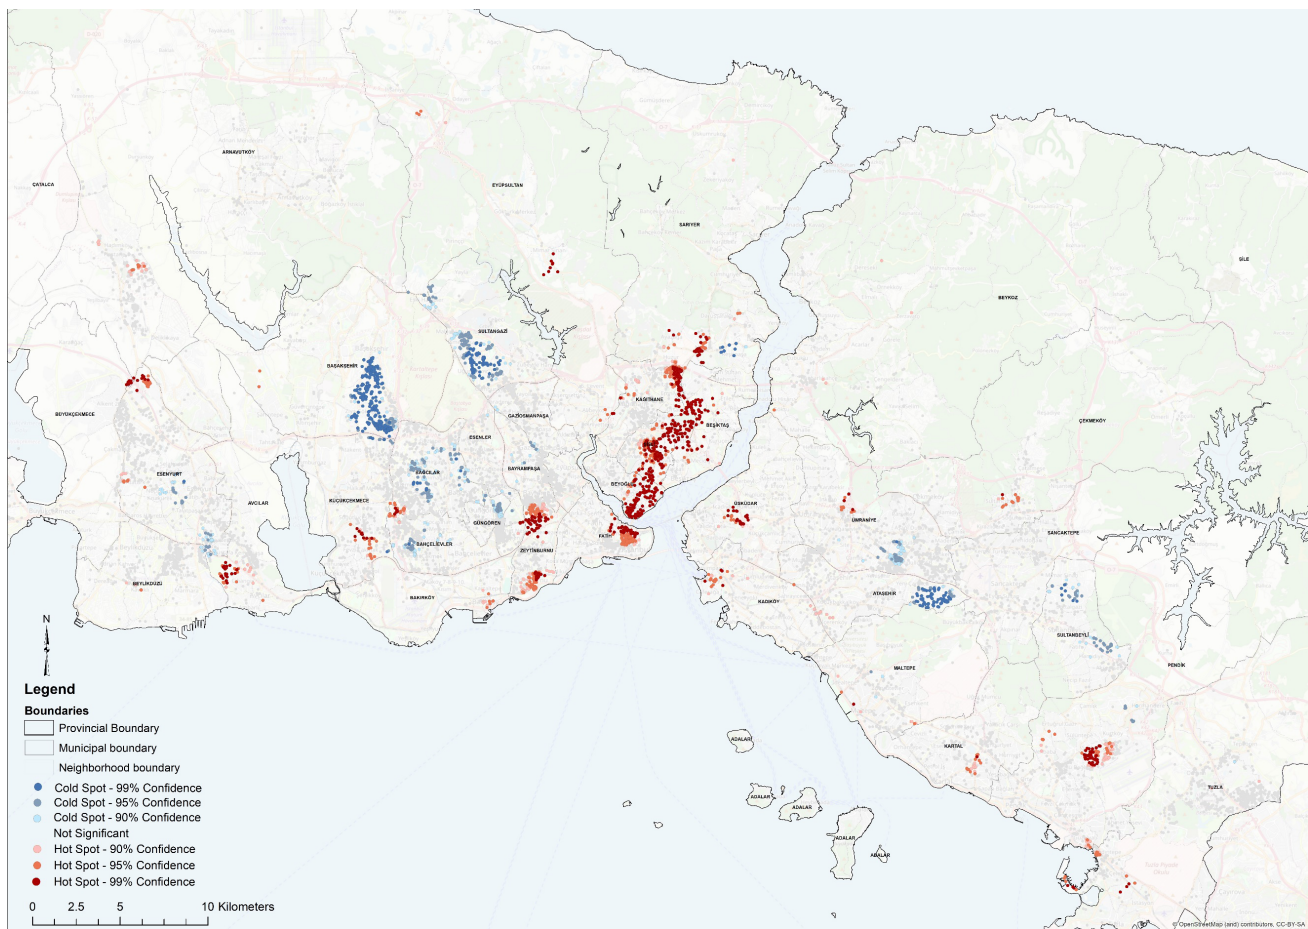 ARNAVUTKÖY
ÇATALCA
EYÜPSULTAN
SARIYER
ŞİLE
BEYKOZ
SULTANGAZİ
BAŞAKŞEHİR
KAĞITHANE
BÜYÜKÇEKMECE
GAZİOSMANPAŞA
BEŞİKTAŞ
ÇEKMEKÖY
ESENLER
ESENYURT
BAĞCILAR
BAYRAMPAŞA
BEYOĞLU
AVCILAR
KÜÇÜKÇEKMECE
ÜSKÜDAR
GÜNGÖREN
ÜMRANİYE
SANCAKTEPE
FATİH
BAHÇELİEVLER
ZEYTİNBURNU
BEYLİKDÜZÜ
BAKIRKÖY
ATAŞEHİR
KADIKÖY
SULTANBEYLİ
MALTEPE
PENDİK
ADALAR
KARTAL
TUZLA
ADALAR
ADALAR
ADALAR
ADALAR
N
Legend
Boundaries
Provincial Boundary
Municipal boundary
Neighborhood boundary
Cold Spot - 99% Confidence
Cold Spot - 95% Confidence
Cold Spot - 90% Confidence
Not Significant
Hot Spot - 90% Confidence
Hot Spot - 95% Confidence
Hot Spot - 99% Confidence
0 2.5 5 10 Kilometers
© OpenStreetMap (and) contributors, CC-BY-SA